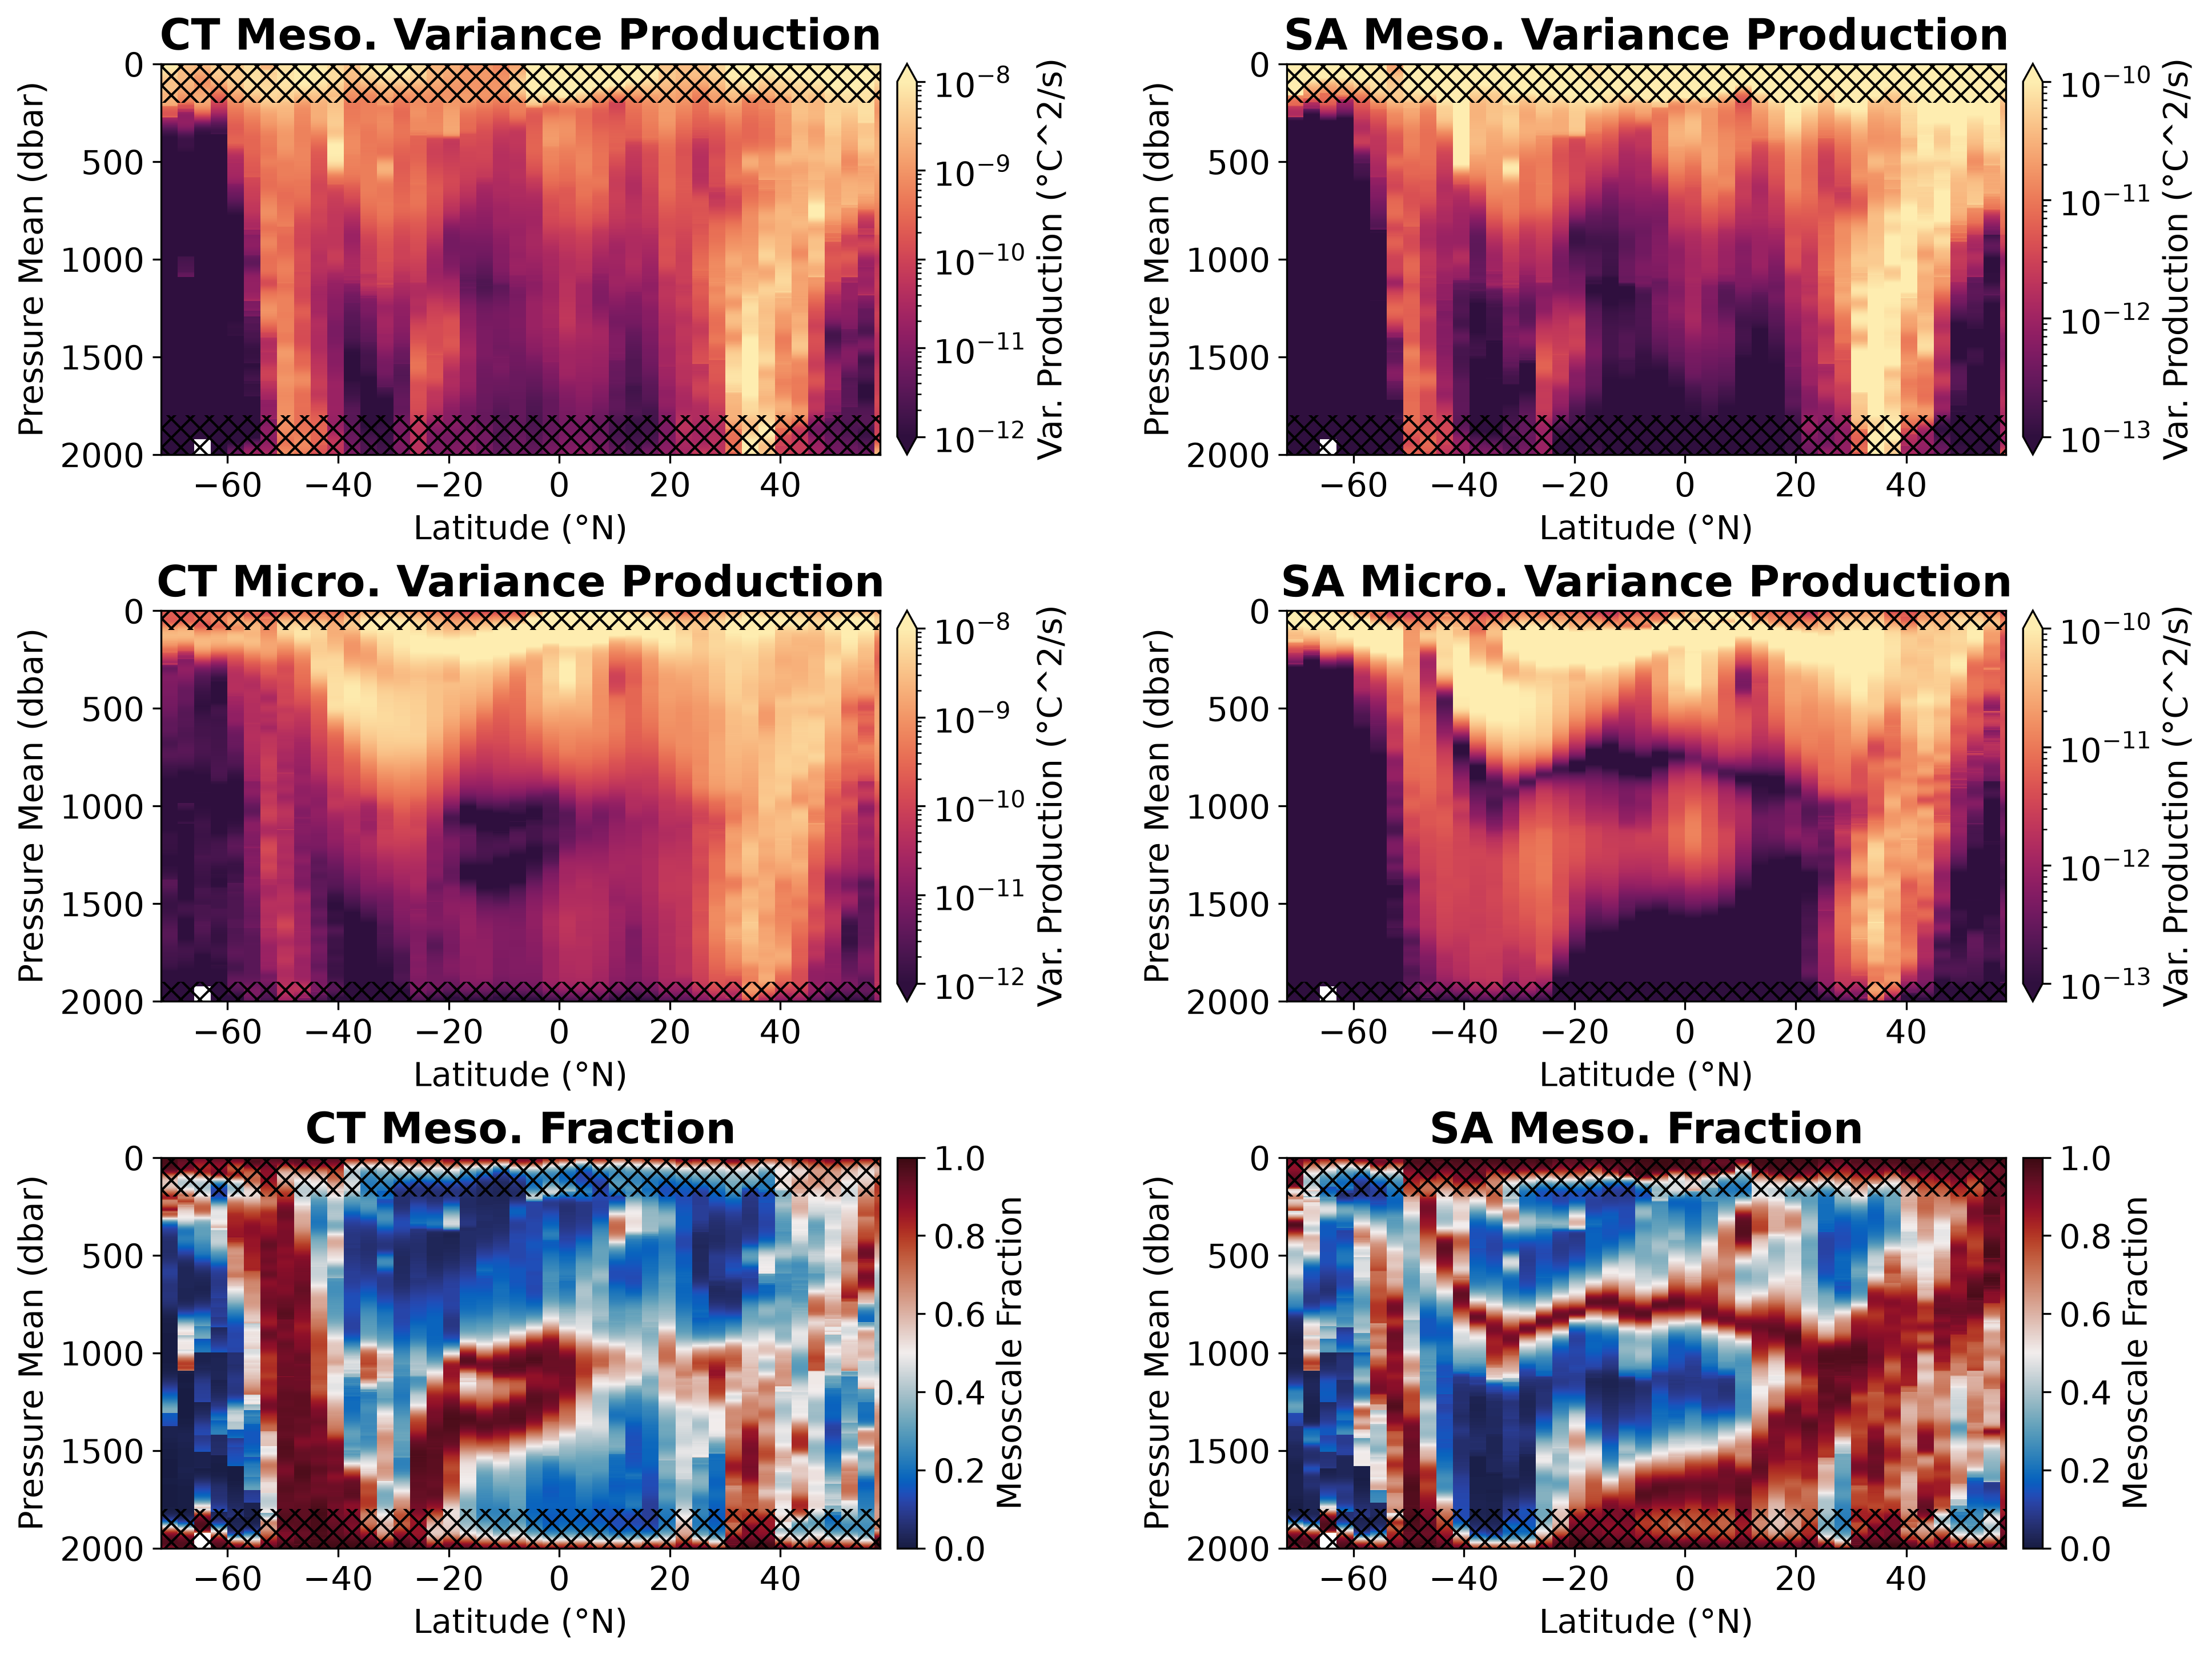 CT Meso. Variance Production
0
500
1000
1500
2000
Pressure Mean (dbar)
−60 −40 −20 0 20 40
Latitude (°N)
10−8
10−9
10−10
10−11
10−12
Var. Production (°C^2/s)
SA Meso. Variance Production
0
500
1000
1500
2000
Pressure Mean (dbar)
−60 −40 −20 0 20 40
Latitude (°N)
10−10
10−11
10−12
10−13
Var. Production (°C^2/s)
CT Micro. Variance Production
0
500
1000
1500
2000
Pressure Mean (dbar)
−60 −40 −20 0 20 40
Latitude (°N)
10−8
10−9
10−10
10−11
10−12
Var. Production (°C^2/s)
SA Micro. Variance Production
0
500
1000
1500
2000
Pressure Mean (dbar)
−60 −40 −20 0 20 40
Latitude (°N)
10−10
10−11
10−12
10−13
Var. Production (°C^2/s)
CT Meso. Fraction
0
500
1000
1500
2000
Pressure Mean (dbar)
−60 −40 −20 0 20 40
Latitude (°N)
1.0
0.8
0.6
0.4
0.2
0.0
Mesoscale Fraction
SA Meso. Fraction
0
500
1000
1500
2000
Pressure Mean (dbar)
−60 −40 −20 0 20 40
Latitude (°N)
1.0
0.8
0.6
0.4
0.2
0.0
Mesoscale Fraction